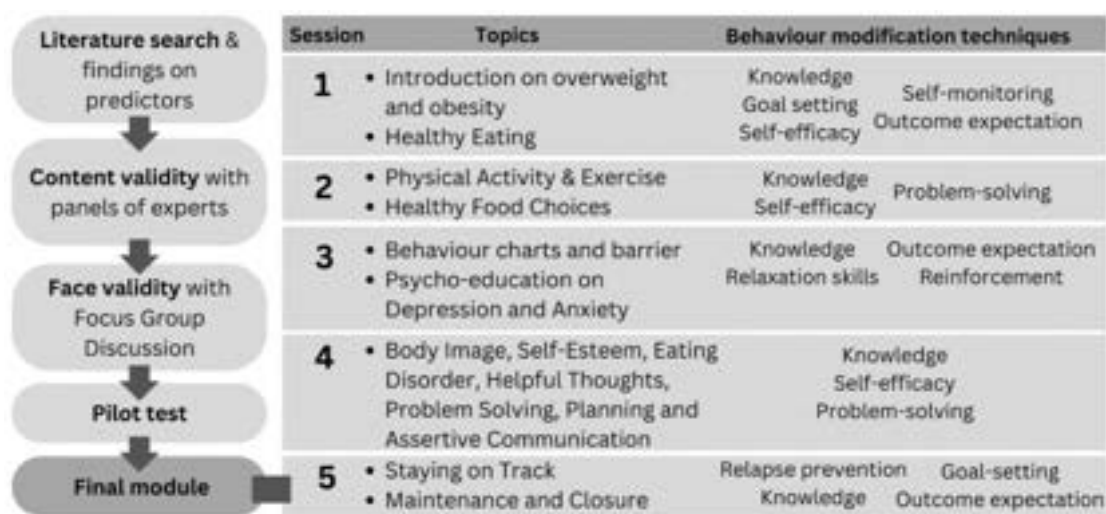 Literature search &
findings on
predictors
Content validity with
panels of experts
Face validity with
Focus Group
Discussion
Pilot test
Final module
Session Topics Behaviour modification techniques
1
• Introduction on overweight
and obesity
• Healthy Eating
Knowledge
Goal setting
Self-efficacy
Self-monitoring
Outcome expectation
2
• Physical Activity & Exercise
• Healthy Food Choices
Knowledge
Self-efficacy
Problem-solving
3
• Behaviour charts and barrier
• Psycho-education on
Depression and Anxiety
Knowledge
Relaxation skills
Outcome expectation
Reinforcement
4
• Body Image, Self-Esteem, Eating
Disorder, Helpful Thoughts,
Problem Solving, Planning and
Assertive Communication
Knowledge
Self-efficacy
Problem-solving
5
• Staying on Track
• Maintenance and Closure
Relapse prevention
Knowledge
Goal-setting
Outcome expectation